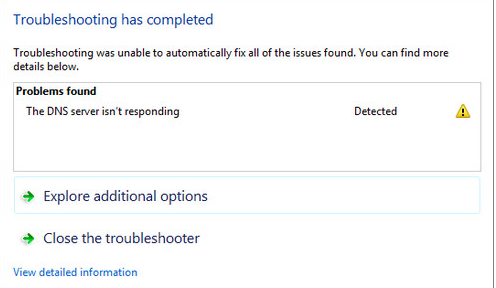 Troubleshooting has completed
Troubleshooting was unable to automatically fix all of the issues found. You can find more
details below.
Problems found
The DNS server isn't responding Detected
Explore additional options
Close the troubleshooter
View detailed information